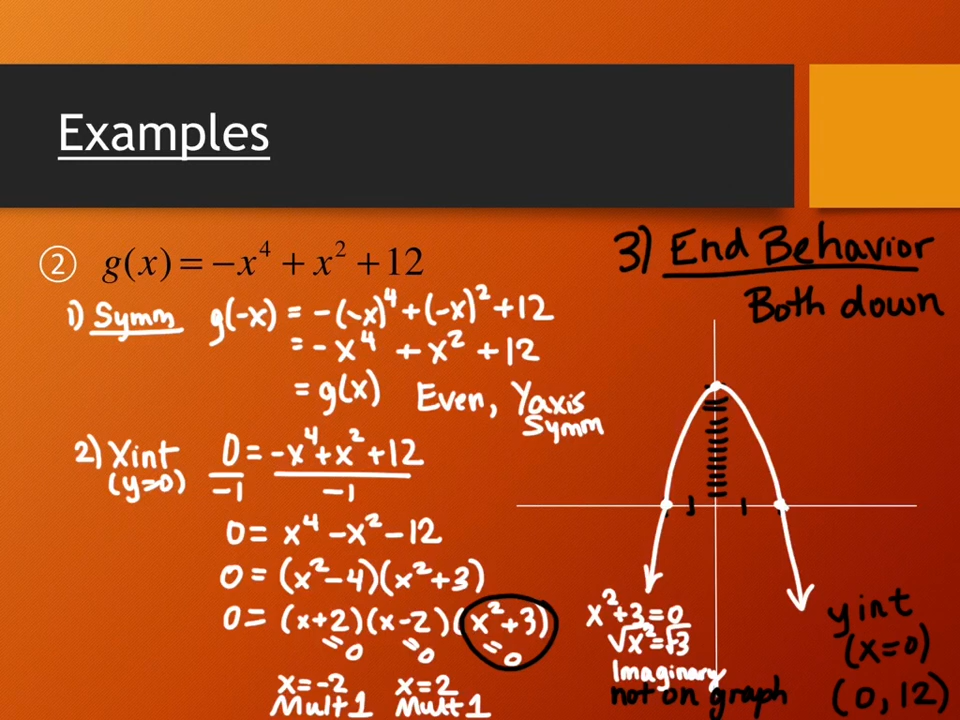 Examples
② g(x) = −x⁴ + x² + 12
1) Symm g(-x) = -(-x)⁴+(-x)²+12
= -x⁴ + x² + 12
= g(x) Even, Yaxis
Symm
2) Xint 0 = -x⁴+x²+12
(y=0) -1 -1
0 = x⁴ - x² - 12
0 = (x²-4)(x²+3)
0 = (x+2)(x-2)(x²+3)
=0 =0 =0
x=-2 x=2
Mult 1 Mult 1
x²+3=0
√x²=√-3
Imaginary
not on graph
3) End Behavior
Both down
1 1
y int
(x=0)
(0, 12)